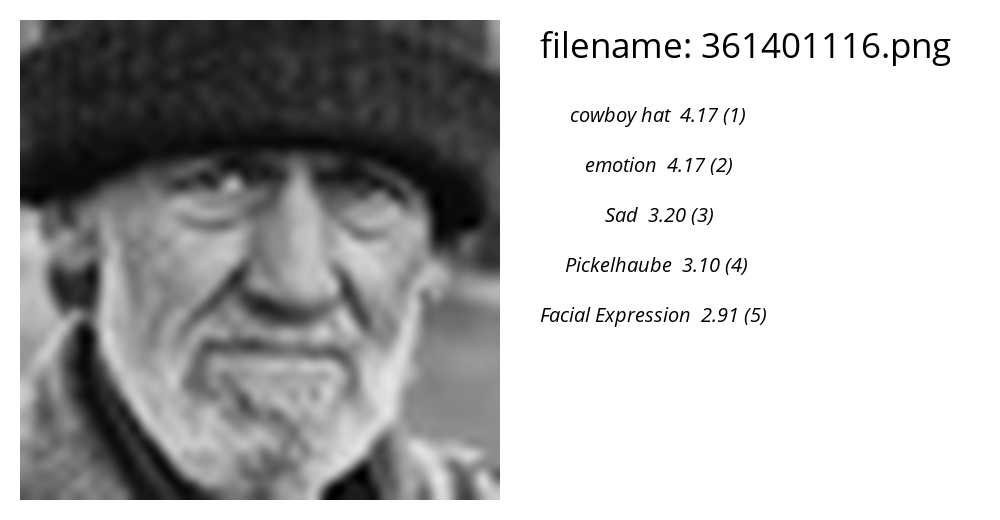 filename: 361401116.png
cowboy hat 4.17 (1)
emotion 4.17 (2)
Sad 3.20 (3)
Pickelhaube 3.10 (4)
Facial Expression 2.91 (5)